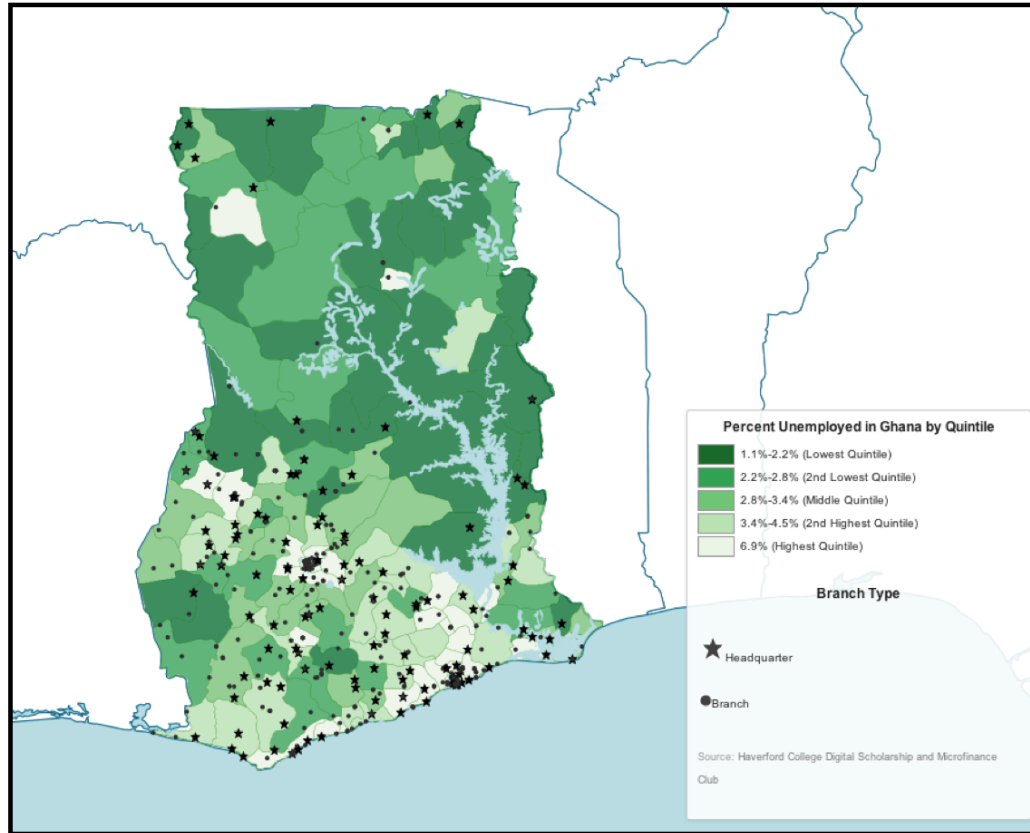 Percent Unemployed in Ghana by Quintile
1.1%-2.2% (Lowest Quintile)
2.2%-2.8% (2nd Lowest Quintile)
2.8%-3.4% (Middle Quintile)
3.4%-4.5% (2nd Highest Quintile)
6.9% (Highest Quintile)
Branch Type
Headquarter
Branch
Source: Haverford College Digital Scholarship and Microfinance
Club